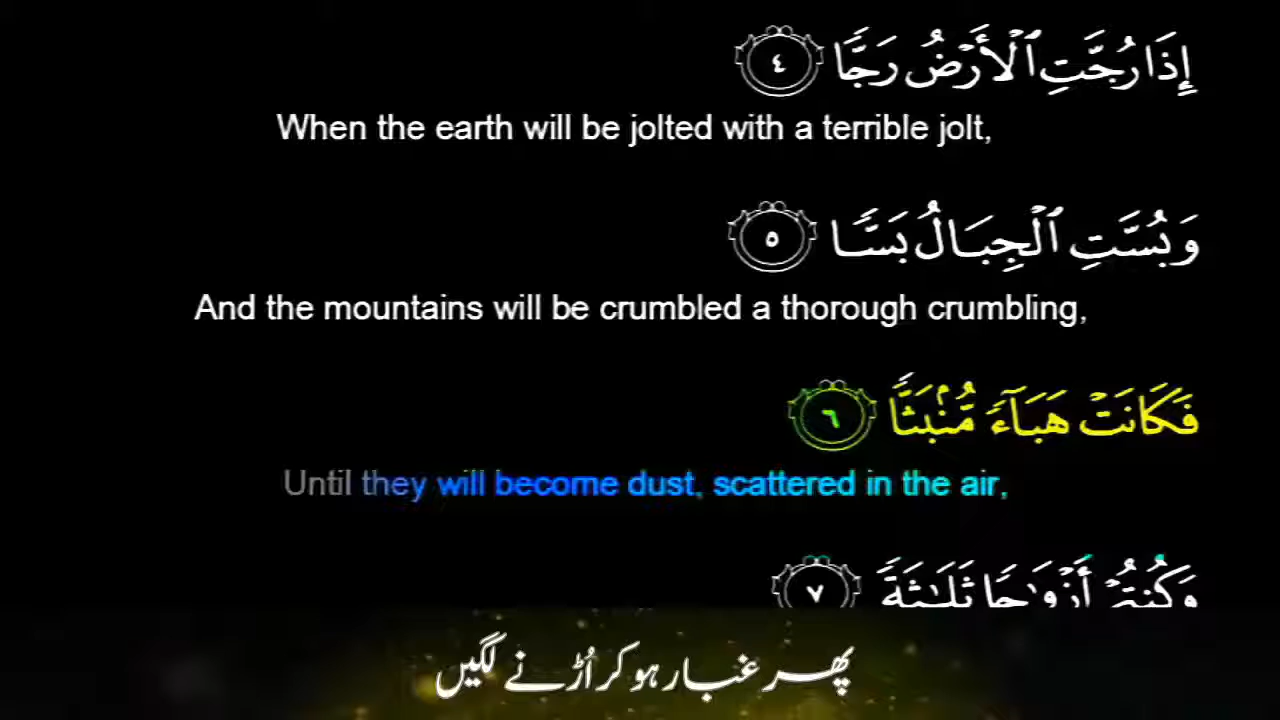 إِذَا رُجَّتِ ٱلْأَرْضُ رَجًّا ٤
When the earth will be jolted with a terrible jolt,
وَبُسَّتِ ٱلْجِبَالُ بَسًّا ٥
And the mountains will be crumbled a thorough crumbling,
فَكَانَتْ هَبَآءً مُّنۢبَثًّا ٦
Until they will become dust, scattered in the air,
وَكُنتُمْ أَزْوَٰجًا ثَلَـٰثَةً ٧
پھر غبار ہو کر اُڑنے لگیں